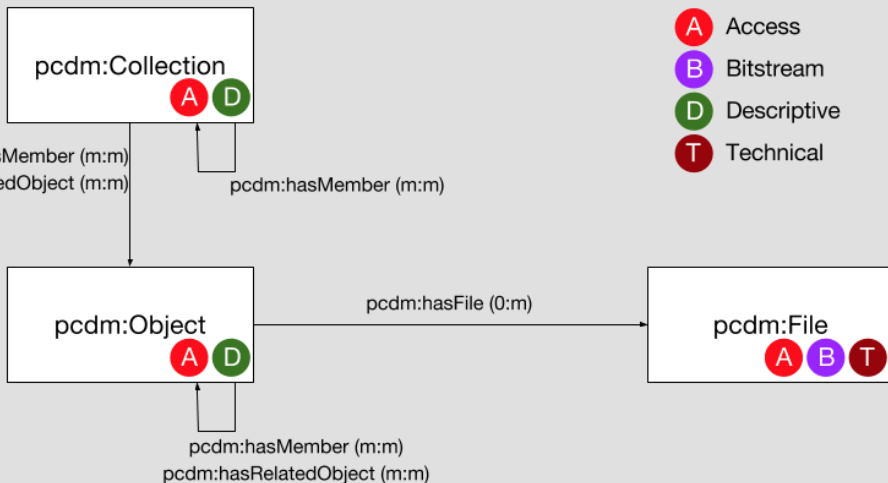 pcdm:Collection
A D
A Access
B Bitstream
D Descriptive
T Technical
sMember (m:m)
edObject (m:m)
pcdm:hasMember (m:m)
pcdm:Object
A D
pcdm:hasFile (0:m)
pcdm:File
A B T
pcdm:hasMember (m:m)
pcdm:hasRelatedObject (m:m)